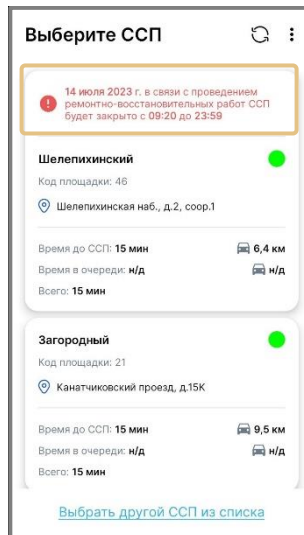 Выберите ССП
14 июля 2023 г. в связи с проведением
ремонтно-восстановительных работ ССП
будет закрыто с 09:20 до 23:59
Шелепихинский
Код площадки: 46
Шелепихинская наб., д.2, соор.1
Время до ССП: 15 мин 6,4 км
Время в очереди: н/д н/д
Всего: 15 мин
Загородный
Код площадки: 21
Канатчиковский проезд, д.15К
Время до ССП: 15 мин 9,5 км
Время в очереди: н/д н/д
Всего: 15 мин
Выбрать другой ССП из списка